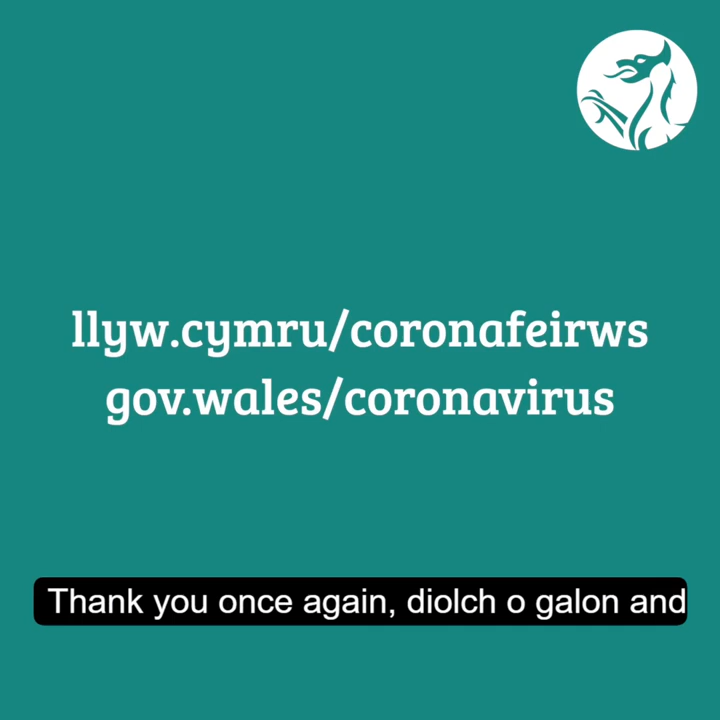 llyw.cymru/coronafeirws
gov.wales/coronavirus
Thank you once again, diolch o galon and